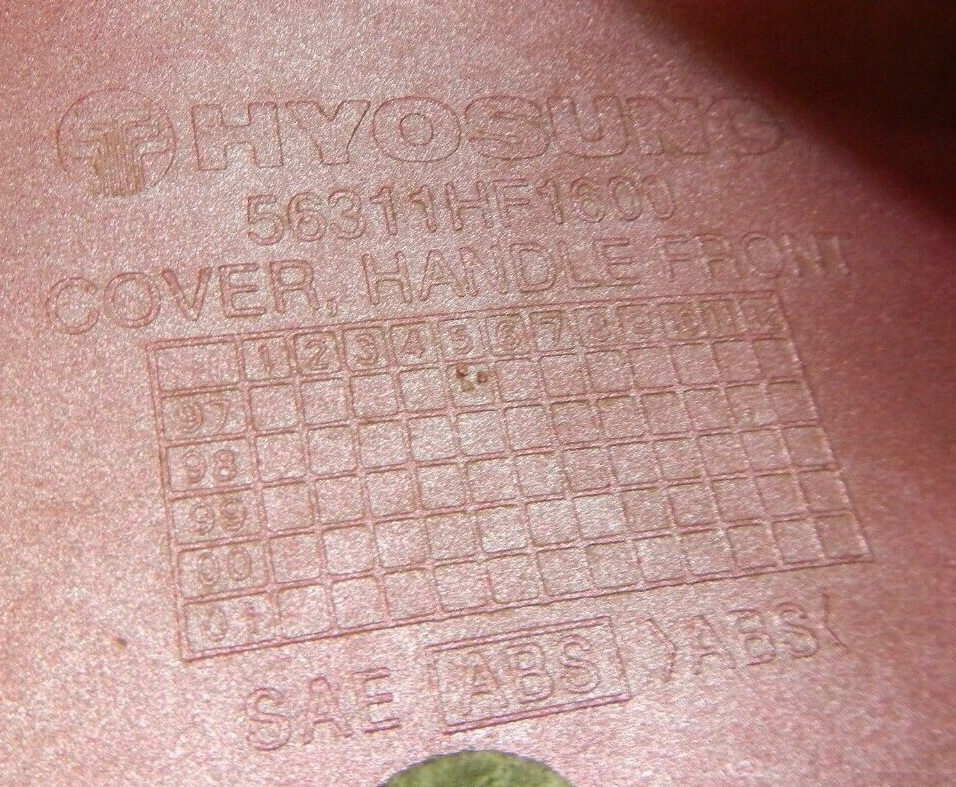 HYOSUNG
56311HF1600
COVER, HANDLE FRONT
1 2 3 4 5 6 7 8 9 10 11 12
97
98
99
00
01
SAE ABS >ABS<